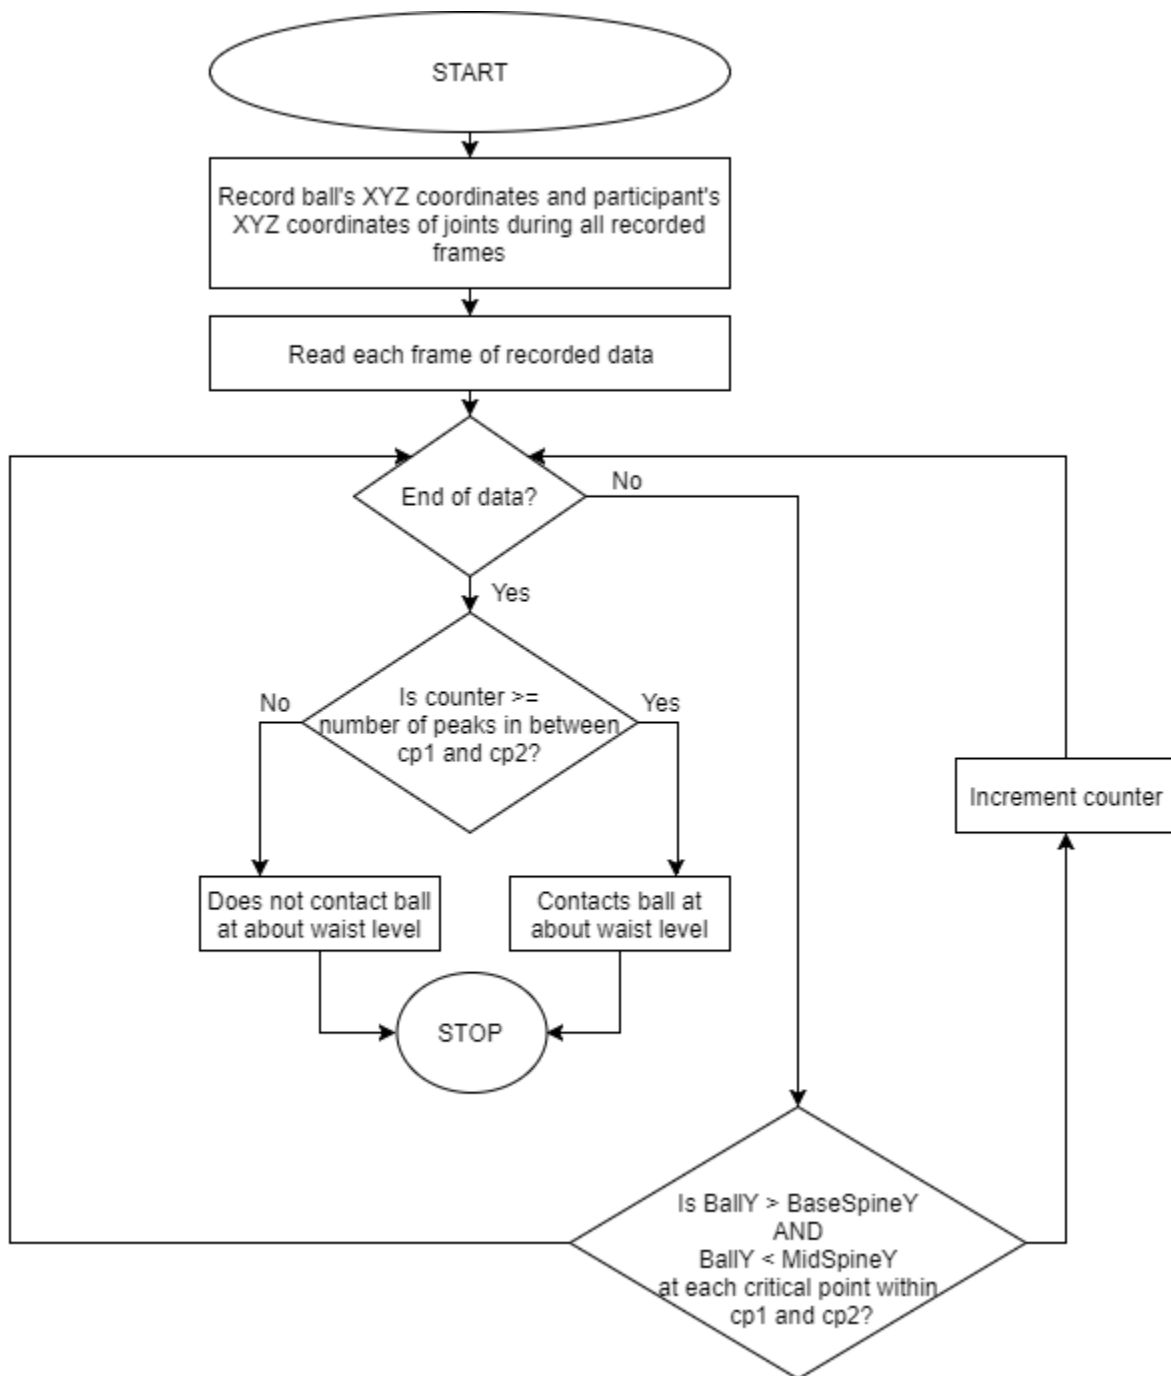 START
Record ball's XYZ coordinates and participant's
XYZ coordinates of joints during all recorded
frames
Read each frame of recorded data
End of data?
No
Yes
Is counter >=
number of peaks in between
cp1 and cp2?
No
Yes
Increment counter
Does not contact ball
at about waist level
Contacts ball at
about waist level
STOP
Is BallY > BaseSpineY
AND
BallY < MidSpineY
at each critical point within
cp1 and cp2?